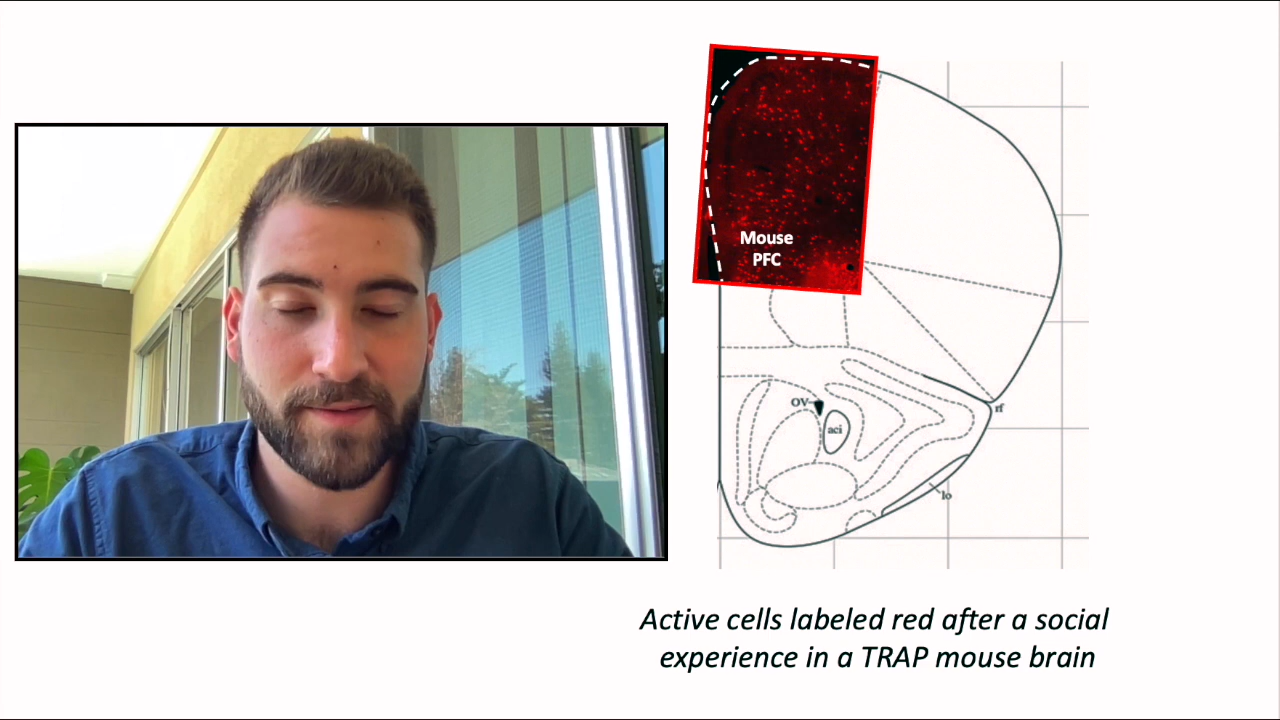 Mouse
PFC
OV
aci
rf
lo
Active cells labeled red after a social
experience in a TRAP mouse brain